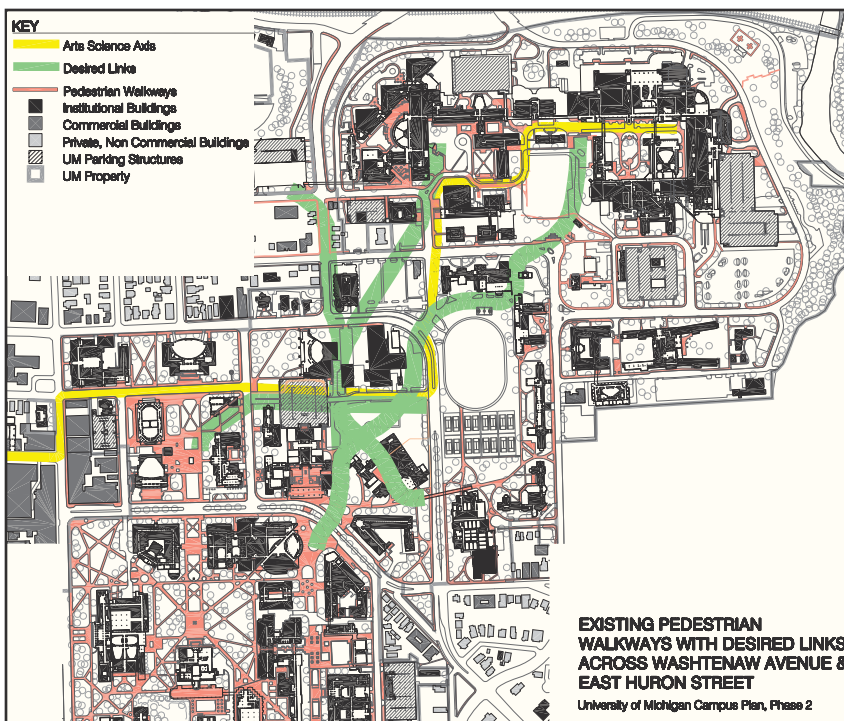 KEY
Arts Science Axis
Desired Links
Pedestrian Walkways
Institutional Buildings
Commercial Buildings
Private, Non Commercial Buildings
UM Parking Structures
UM Property
EXISTING PEDESTRIAN
WALKWAYS WITH DESIRED LINKS
ACROSS WASHTENAW AVENUE &
EAST HURON STREET
University of Michigan Campus Plan, Phase 2